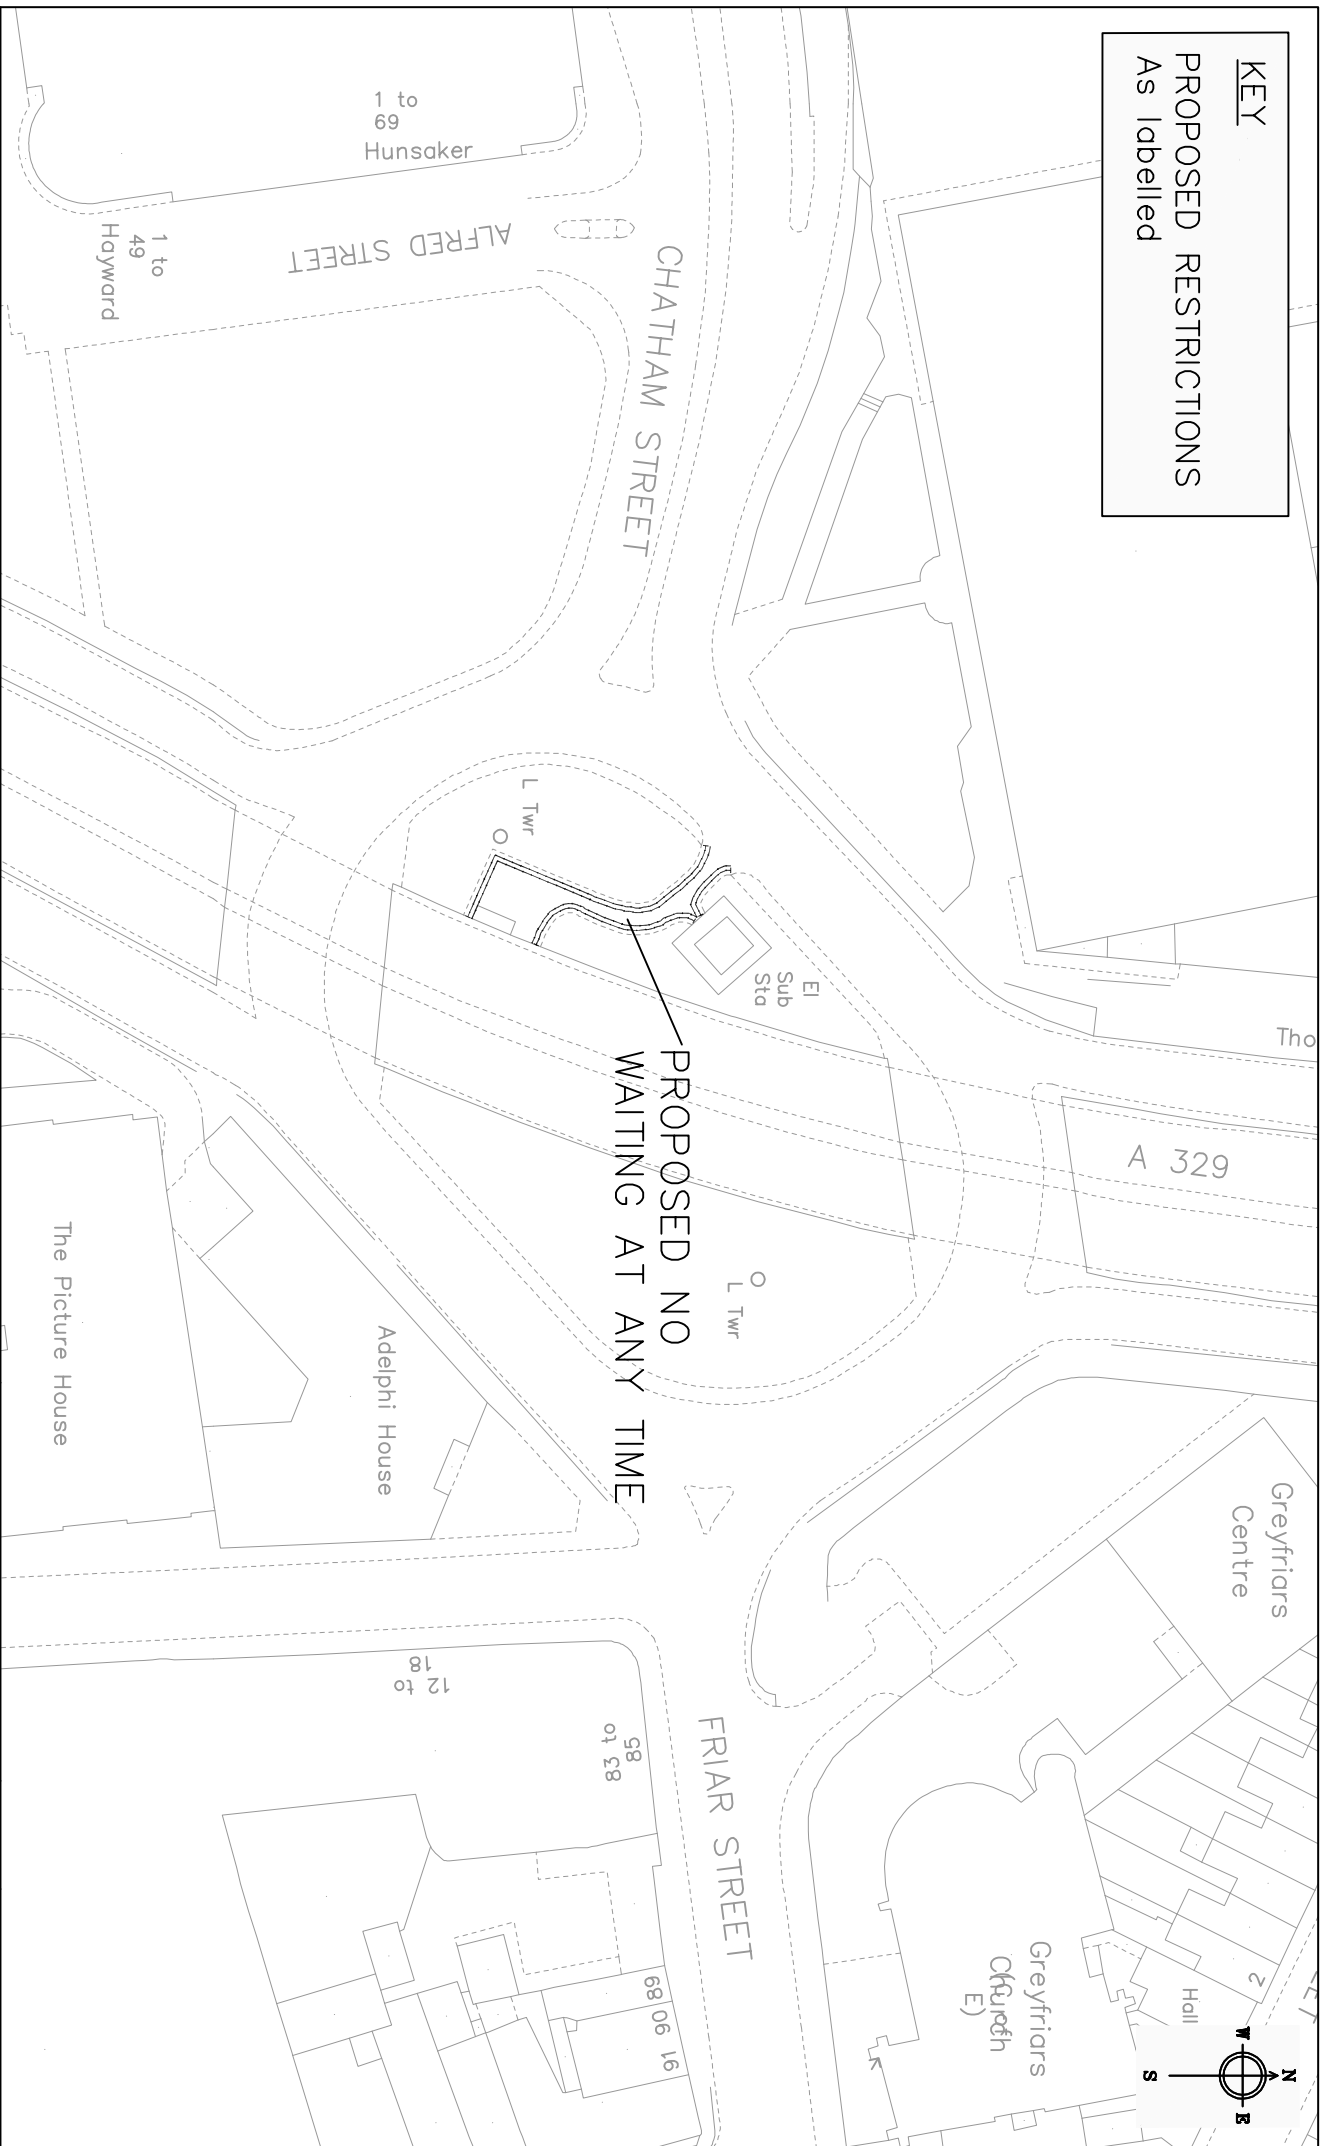 KEY
PROPOSED RESTRICTIONS
As labelled
1 to
69
Hunsaker
1 to
49
Hayward
ALFRED STREET
CHATHAM STREET
L Twr
El
Sub
Sta
PROPOSED NO
WAITING AT ANY TIME
Tho
A 329
L Twr
The Picture House
Adelphi House
Greyfriars
Centre
12 to
18
83 to
85
FRIAR STREET
89
90
91
Greyfriars
Church
(C of
E)
Hall
2
N
W
E
S